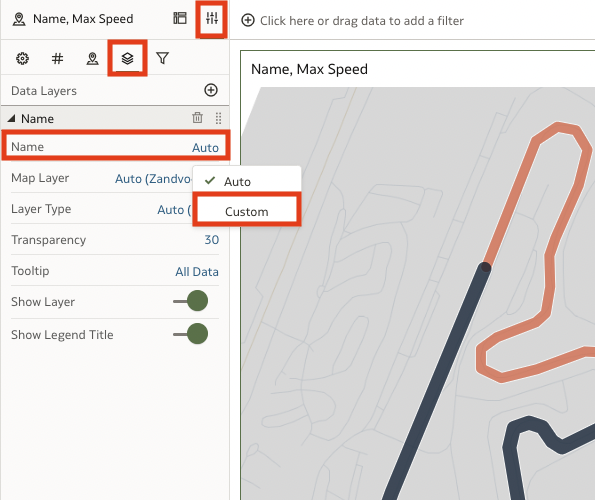 Name, Max Speed
Click here or drag data to add a filter
Data Layers
Name
Name Auto
Map Layer Auto (Zandvo
Auto
Custom
Layer Type Auto (
Transparency 30
Tooltip All Data
Show Layer
Show Legend Title
Name, Max Speed